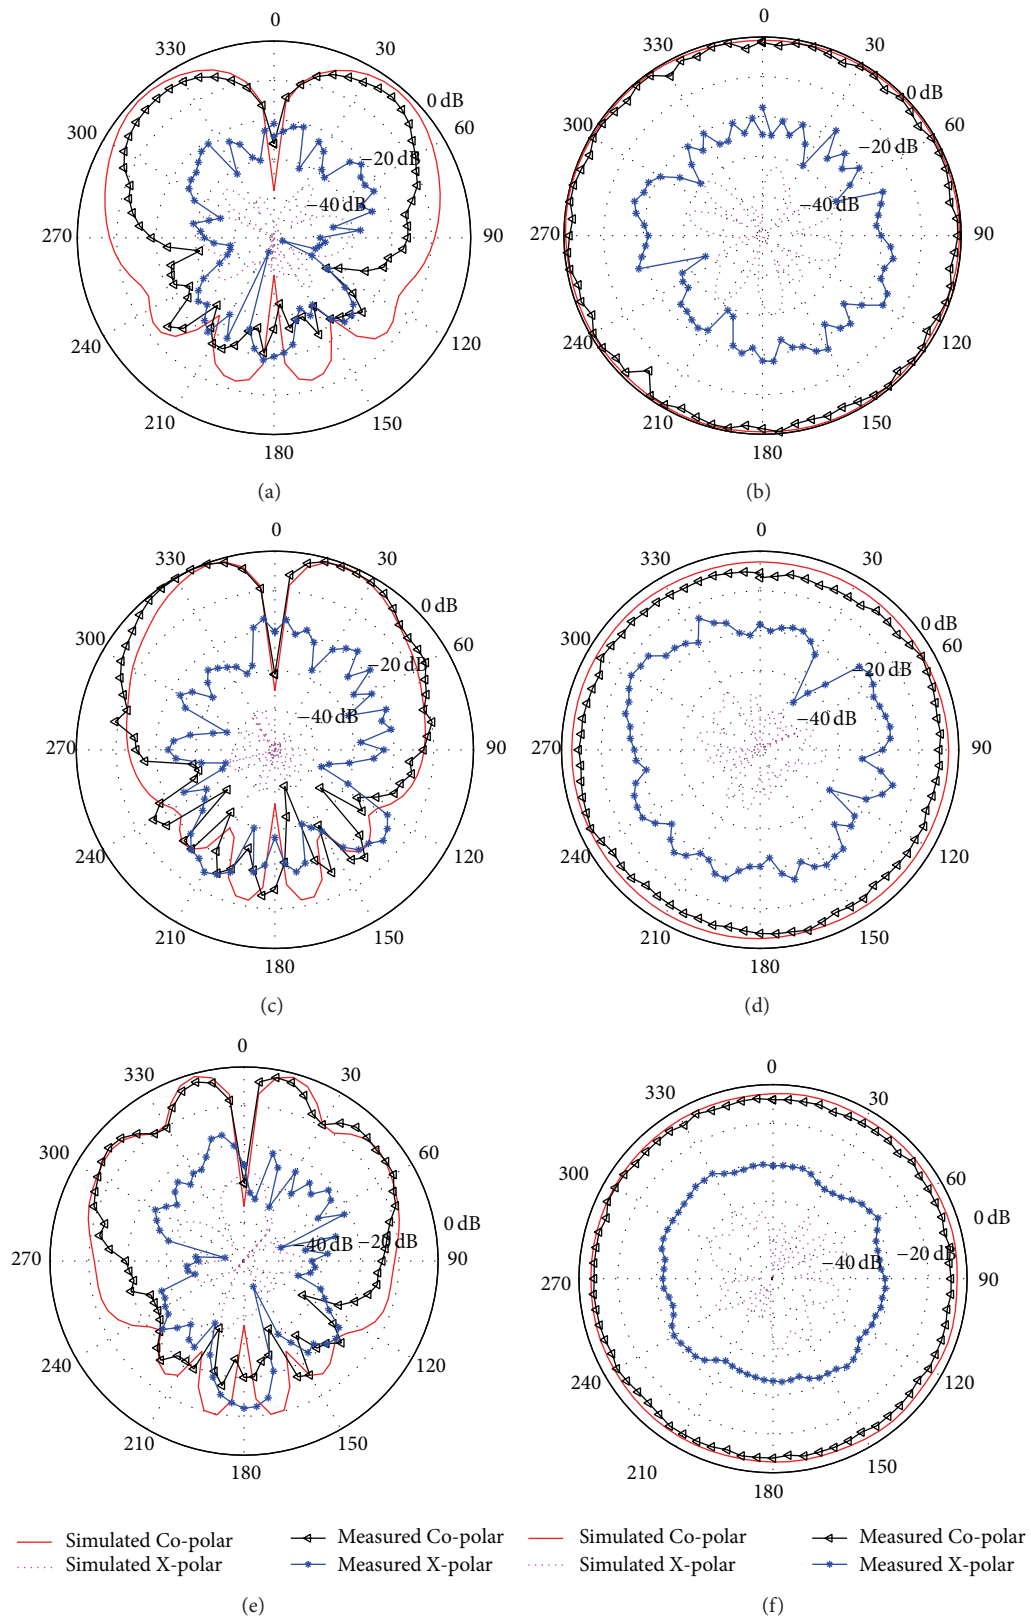 0 0
330 30 330 30
0 dB 0 dB
300 60 300 60
−20 dB −20 dB
−40 dB −40 dB
270 90 270 90
240 120 240 120
210 150 210 150
180 180
(a) (b)
0 0
330 30 330 30
0 dB 0 dB
300 60 300 60
−20 dB −20 dB
−40 dB −40 dB
270 90 270 90
240 120 240 120
210 150 210 150
180 180
(c) (d)
0 0
330 30 330 30
300 60 300 60
0 dB 0 dB
−40 dB −20 dB −40 dB −20 dB
270 90 270 90
240 120 240 120
210 150 210 150
180 180
Simulated Co-polar Measured Co-polar Simulated Co-polar Measured Co-polar
Simulated X-polar Measured X-polar Simulated X-polar Measured X-polar
(e) (f)